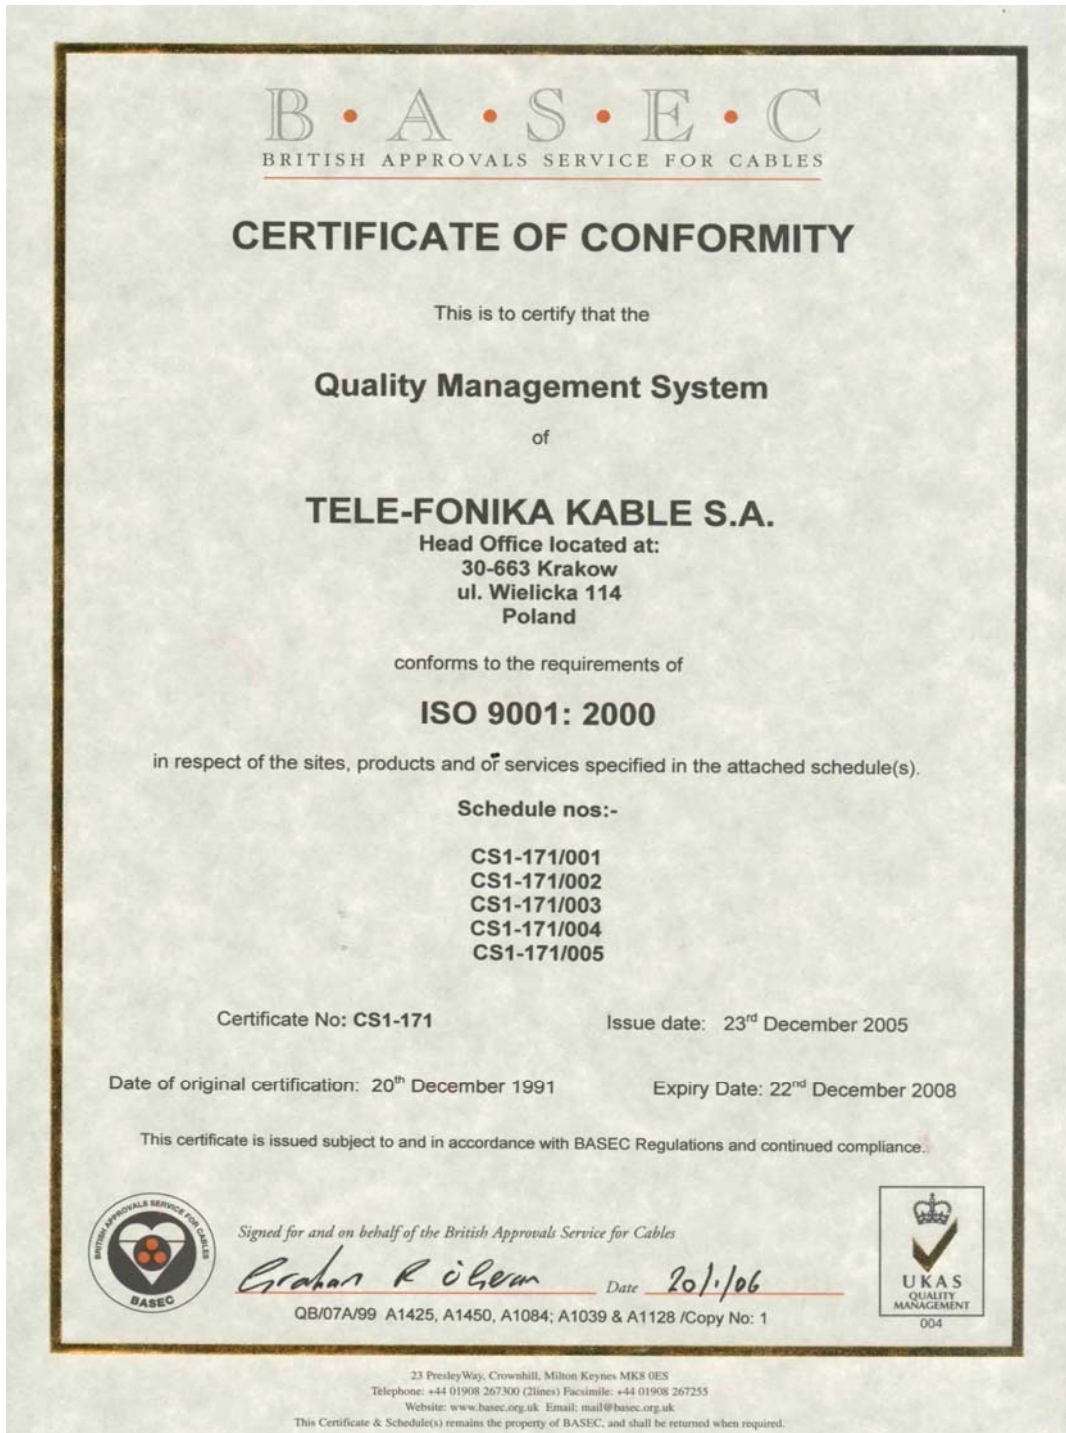 B · A · S · E · C
BRITISH APPROVALS SERVICE FOR CABLES
CERTIFICATE OF CONFORMITY
This is to certify that the
Quality Management System
of
TELE-FONIKA KABLE S.A.
Head Office located at:
30-663 Krakow
ul. Wielicka 114
Poland
conforms to the requirements of
ISO 9001: 2000
in respect of the sites, products and or services specified in the attached schedule(s).
Schedule nos:-
CS1-171/001
CS1-171/002
CS1-171/003
CS1-171/004
CS1-171/005
Certificate No: CS1-171 Issue date: 23rd December 2005
Date of original certification: 20th December 1991 Expiry Date: 22nd December 2008
This certificate is issued subject to and in accordance with BASEC Regulations and continued compliance.
BRITISH APPROVALS SERVICE FOR CABLES
BASEC
Signed for and on behalf of the British Approvals Service for Cables
Graham R Date 20/1/06
QB/07A/99 A1425, A1450, A1084; A1039 & A1128 /Copy No: 1
UKAS
QUALITY
MANAGEMENT
004
23 Presley Way, Crownhill, Milton Keynes MK8 0ES
Telephone: +44 01908 267300 (2lines) Facsimile: +44 01908 267255
Website: www.basec.org.uk Email: mail@basec.org.uk
This Certificate & Schedule(s) remains the property of BASEC, and shall be returned when required.